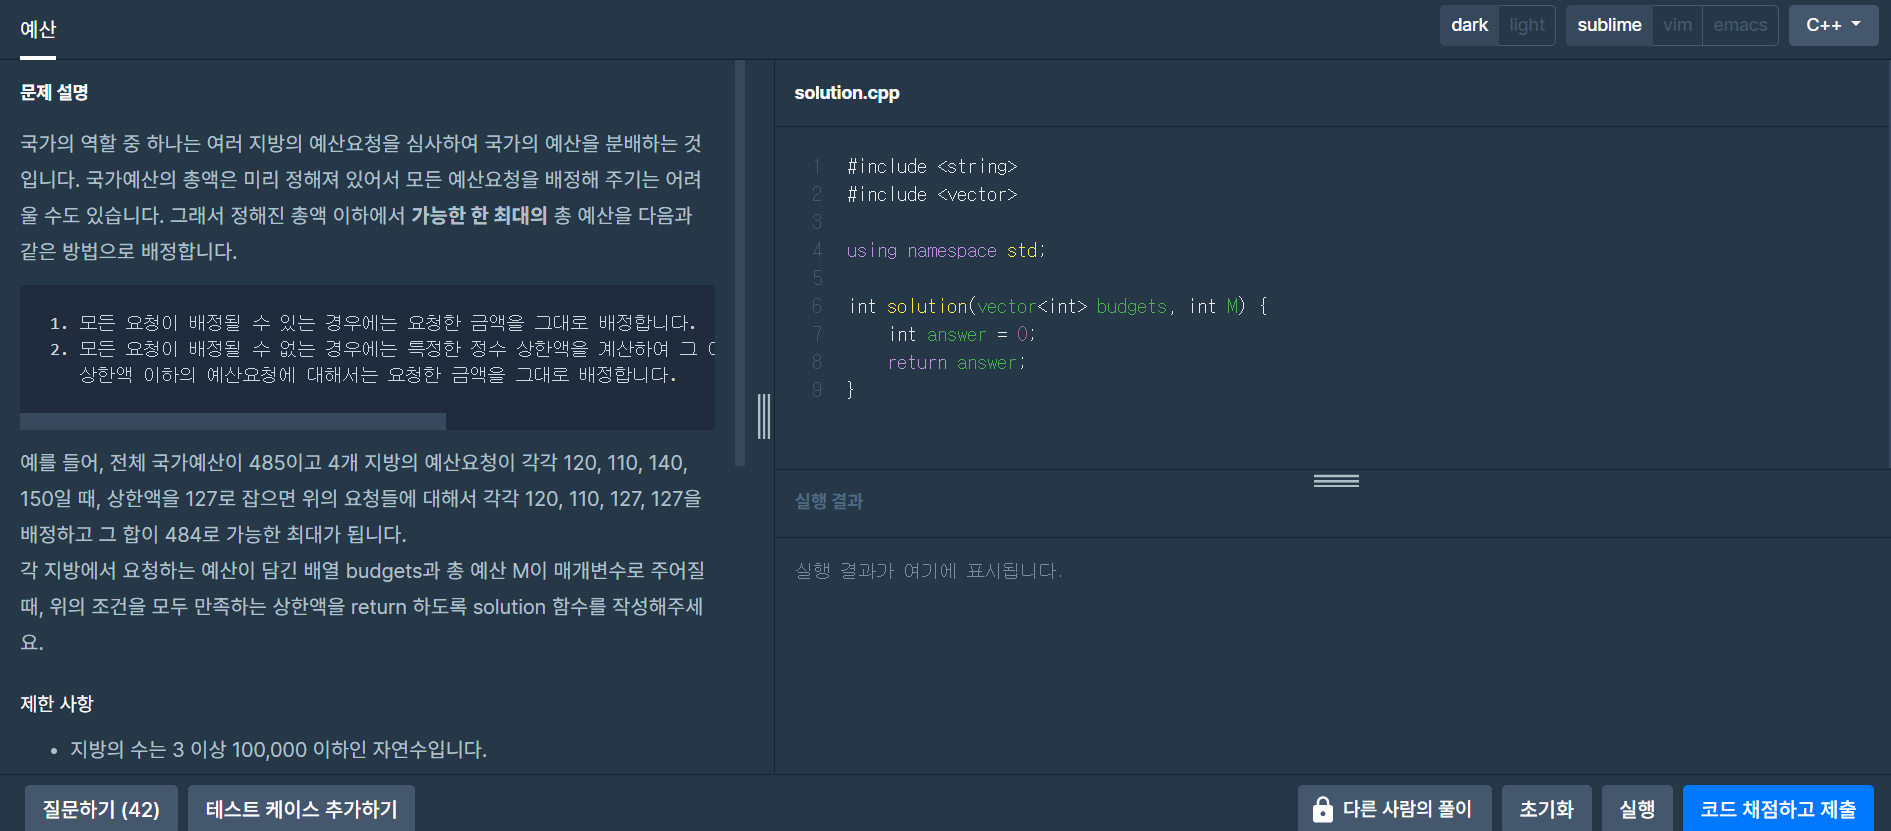 예산
dark light sublime vim emacs C++
문제 설명
국가의 역할 중 하나는 여러 지방의 예산요청을 심사하여 국가의 예산을 분배하는 것
입니다. 국가예산의 총액은 미리 정해져 있어서 모든 예산요청을 배정해 주기는 어려
울 수도 있습니다. 그래서 정해진 총액 이하에서 가능한 한 최대의 총 예산을 다음과
같은 방법으로 배정합니다.
1. 모든 요청이 배정될 수 있는 경우에는 요청한 금액을 그대로 배정합니다.
2. 모든 요청이 배정될 수 없는 경우에는 특정한 정수 상한액을 계산하여 그
상한액 이하의 예산요청에 대해서는 요청한 금액을 그대로 배정합니다.
예를 들어, 전체 국가예산이 485이고 4개 지방의 예산요청이 각각 120, 110, 140,
150일 때, 상한액을 127로 잡으면 위의 요청들에 대해서 각각 120, 110, 127, 127을
배정하고 그 합이 484로 가능한 최대가 됩니다.
각 지방에서 요청하는 예산이 담긴 배열 budgets과 총 예산 M이 매개변수로 주어질
때, 위의 조건을 모두 만족하는 상한액을 return 하도록 solution 함수를 작성해주세
요.
제한 사항
• 지방의 수는 3 이상 100,000 이하인 자연수입니다.
solution.cpp
1 #include <string>
2 #include <vector>
3
4 using namespace std;
5
6 int solution(vector<int> budgets, int M) {
7 int answer = 0;
8 return answer;
9 }
실행 결과
실행 결과가 여기에 표시됩니다.
질문하기 (42) 테스트 케이스 추가하기 다른 사람의 풀이 초기화 실행 코드 채점하고 제출